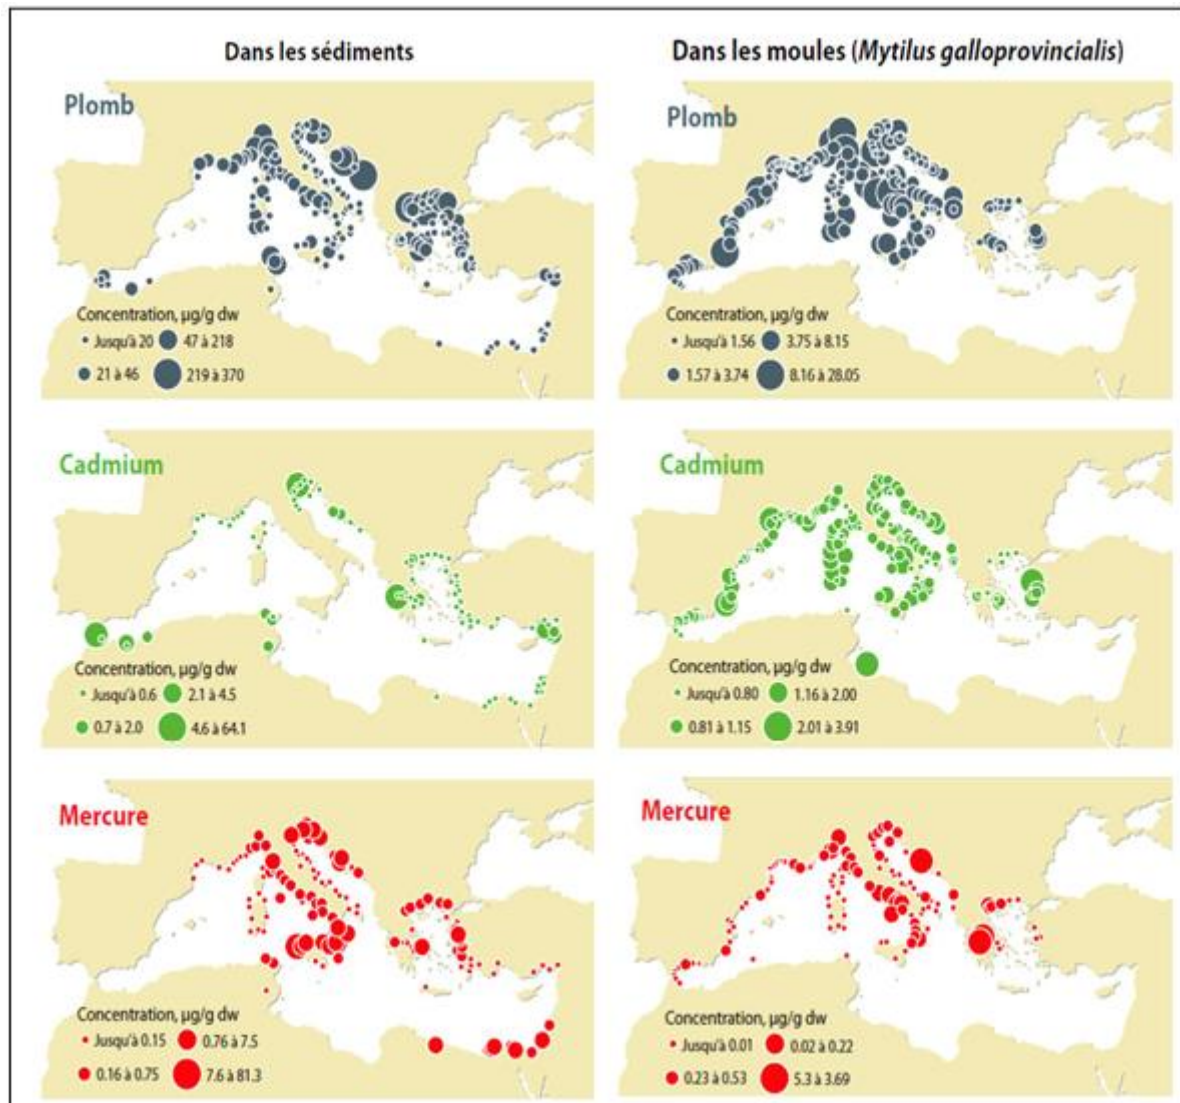 Dans les sédiments
Dans les moules (Mytilus galloprovincialis)
Plomb
Concentration, µg/g dw
Jusqu'à 20
47 à 218
21 à 46
219 à 370
Plomb
Concentration, µg/g dw
Jusqu'à 1.56
3.75 à 8.15
1.57 à 3.74
8.16 à 28.05
Cadmium
Concentration, µg/g dw
Jusqu'à 0.6
2.1 à 4.5
0.7 à 2.0
4.6 à 64.1
Cadmium
Concentration, µg/g dw
Jusqu'à 0.80
1.16 à 2.00
0.81 à 1.15
2.01 à 3.91
Mercure
Concentration, µg/g dw
Jusqu'à 0.15
0.76 à 7.5
0.16 à 0.75
7.6 à 81.3
Mercure
Concentration, µg/g dw
Jusqu'à 0.01
0.02 à 0.22
0.23 à 0.53
5.3 à 3.69